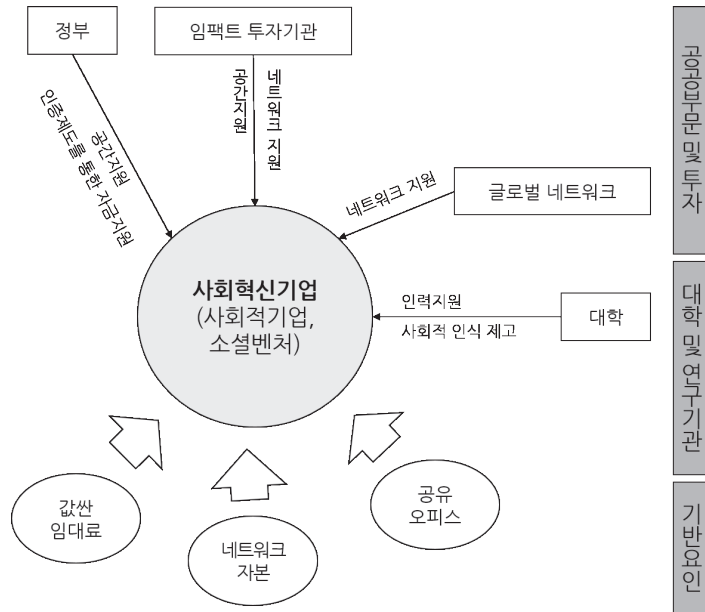 정부
임팩트 투자기관
공간지원
인증제도를 통한 자금지원
공간지원
네트워크 지원
네트워크 지원
글로벌 네트워크
사회혁신기업
(사회적기업,
소셜벤처)
인력지원
사회적 인식 제고
대학
값싼
임대료
네트워크
자본
공유
오피스
공공부문 및 투자
대학 및 연구기관
기반요인